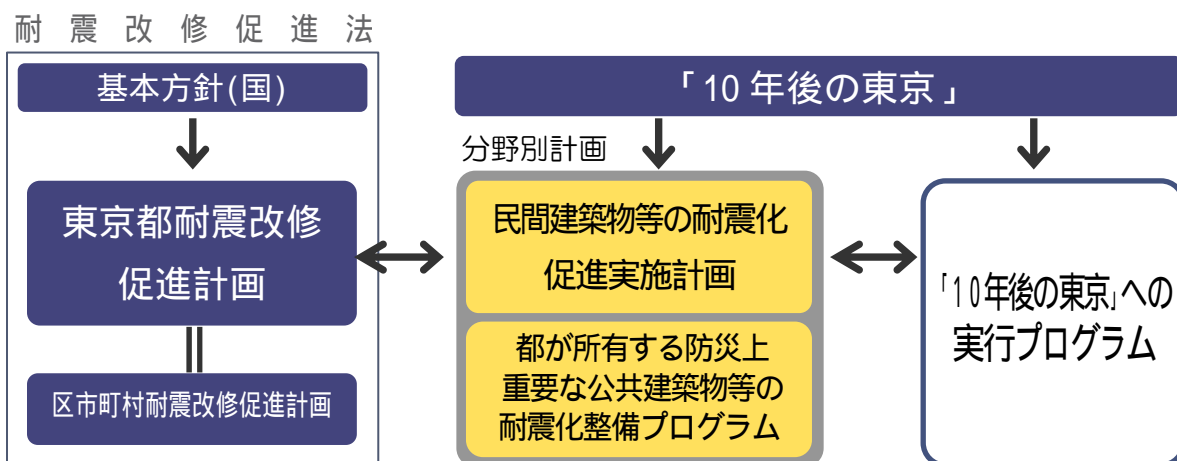 耐震改修促進法
基本方針(国)
東京都耐震改修
促進計画
区市町村耐震改修促進計画
「10年後の東京」
分野別計画
民間建築物等の耐震化
促進実施計画
都が所有する防災上
重要な公共建築物等の
耐震化整備プログラム
「10年後の東京」への
実行プログラム